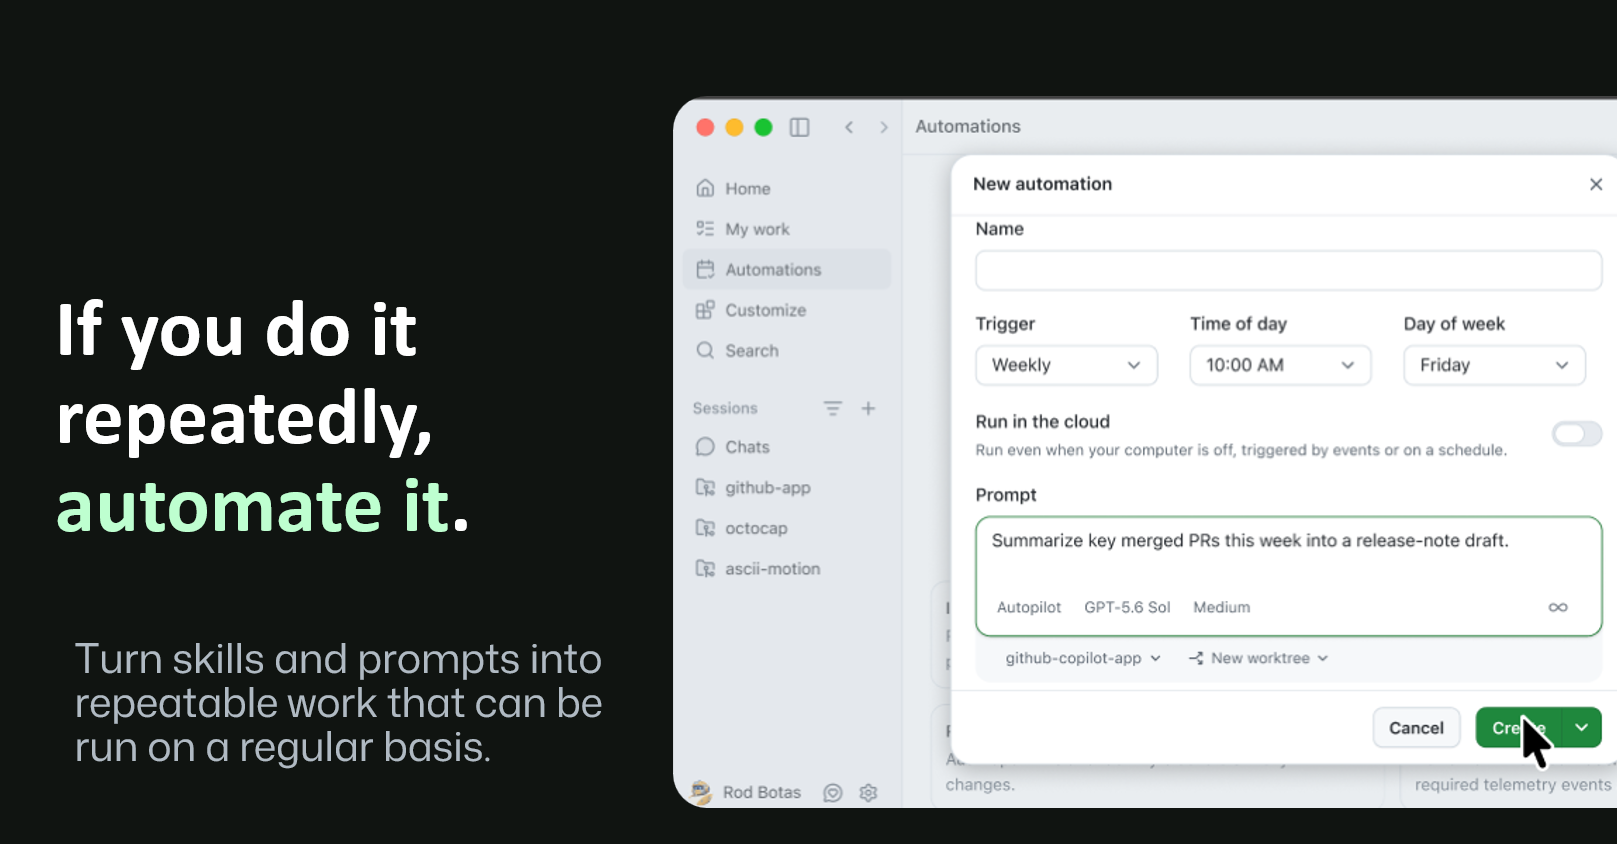 If you do it
repeatedly,
automate it.
Turn skills and prompts into
repeatable work that can be
run on a regular basis.
Automations
Home
My work
Automations
Customize
Search
Sessions
Chats
github-app
octocap
ascii-motion
Rod Botas
New automation
Name
Trigger
Time of day
Day of week
Weekly
10:00 AM
Friday
Run in the cloud
Run even when your computer is off, triggered by events or on a schedule.
Prompt
Summarize key merged PRs this week into a release-note draft.
Autopilot GPT-5.6 Sol Medium
github-copilot-app New worktree
Cancel
changes.
required telemetry events